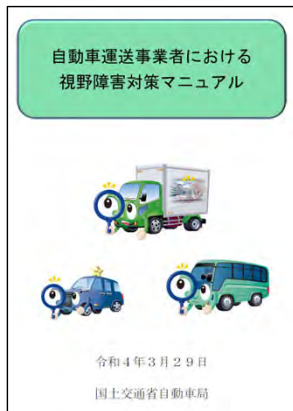 自動車運送事業者における
視野障害対策マニュアル
令和４年３月２９日
国土交通省自動車局